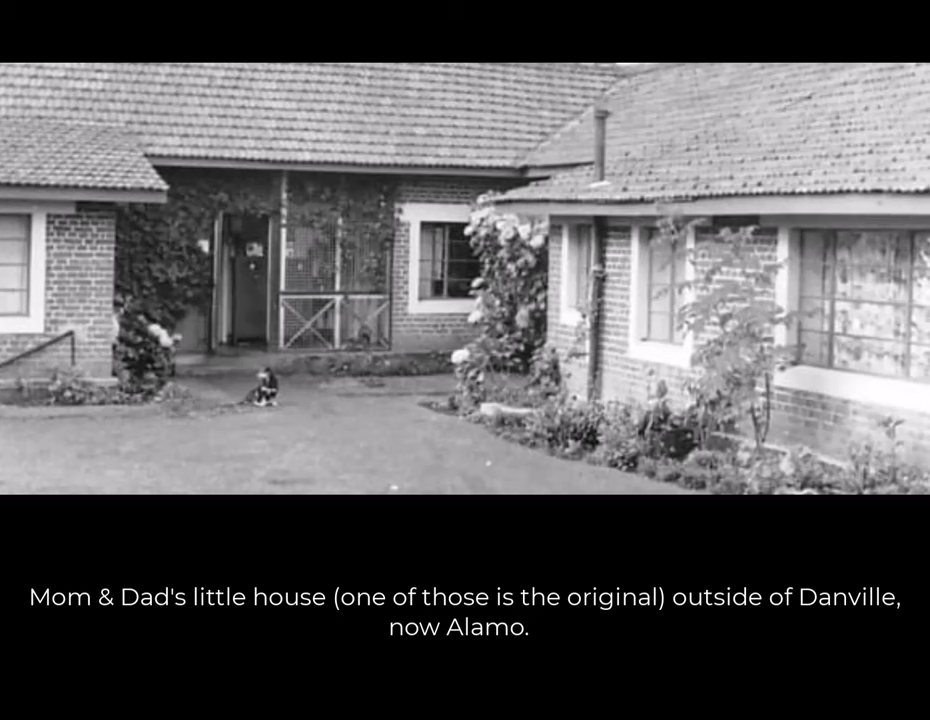 Mom & Dad's little house (one of those is the original) outside of Danville,
now Alamo.